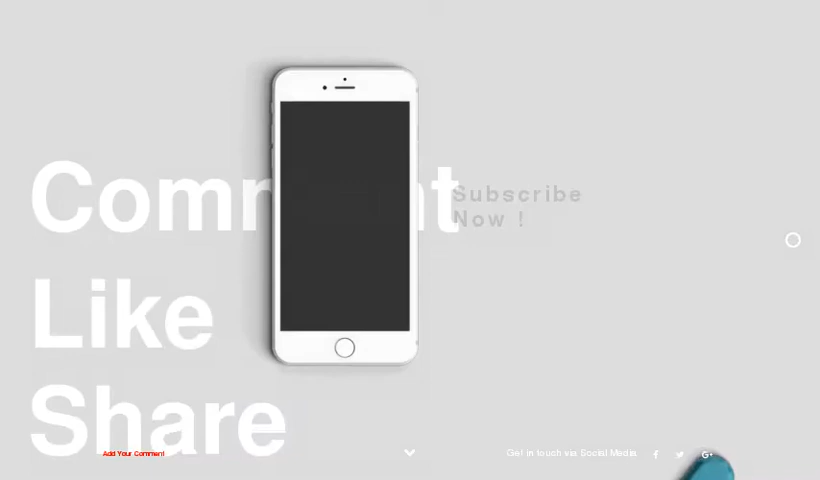 Comment
Subscribe
Now !
Like
Share
Add Your Comment
Get in touch via Social Media